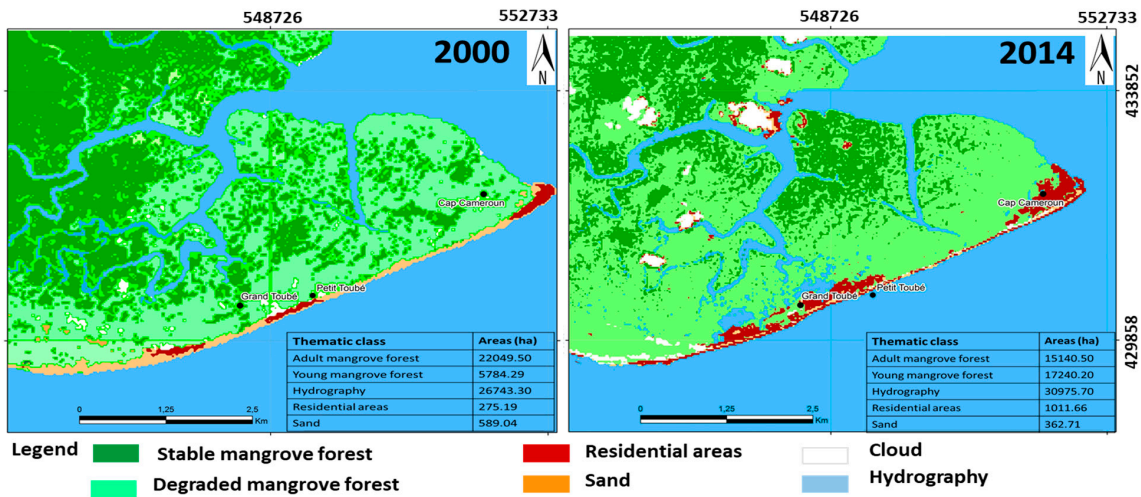 548726 552733 548726 552733
2000 N
2014 N
433852
429858
Cap Cameroun
Grand Toubé Petit Toubé
Thematic class Areas (ha)
Adult mangrove forest 22049.50
Young mangrove forest 5784.29
Hydrography 26743.30
Residential areas 275.19
Sand 589.04
0 1,25 2,5
Km
Cap Cameroun
Grand Toubé Petit Toubé
Thematic class Areas (ha)
Adult mangrove forest 15140.50
Young mangrove forest 17240.20
Hydrography 30975.70
Residential areas 1011.66
Sand 362.71
0 1,25 2,5
Km
Legend Stable mangrove forest Residential areas Cloud
Degraded mangrove forest Sand Hydrography